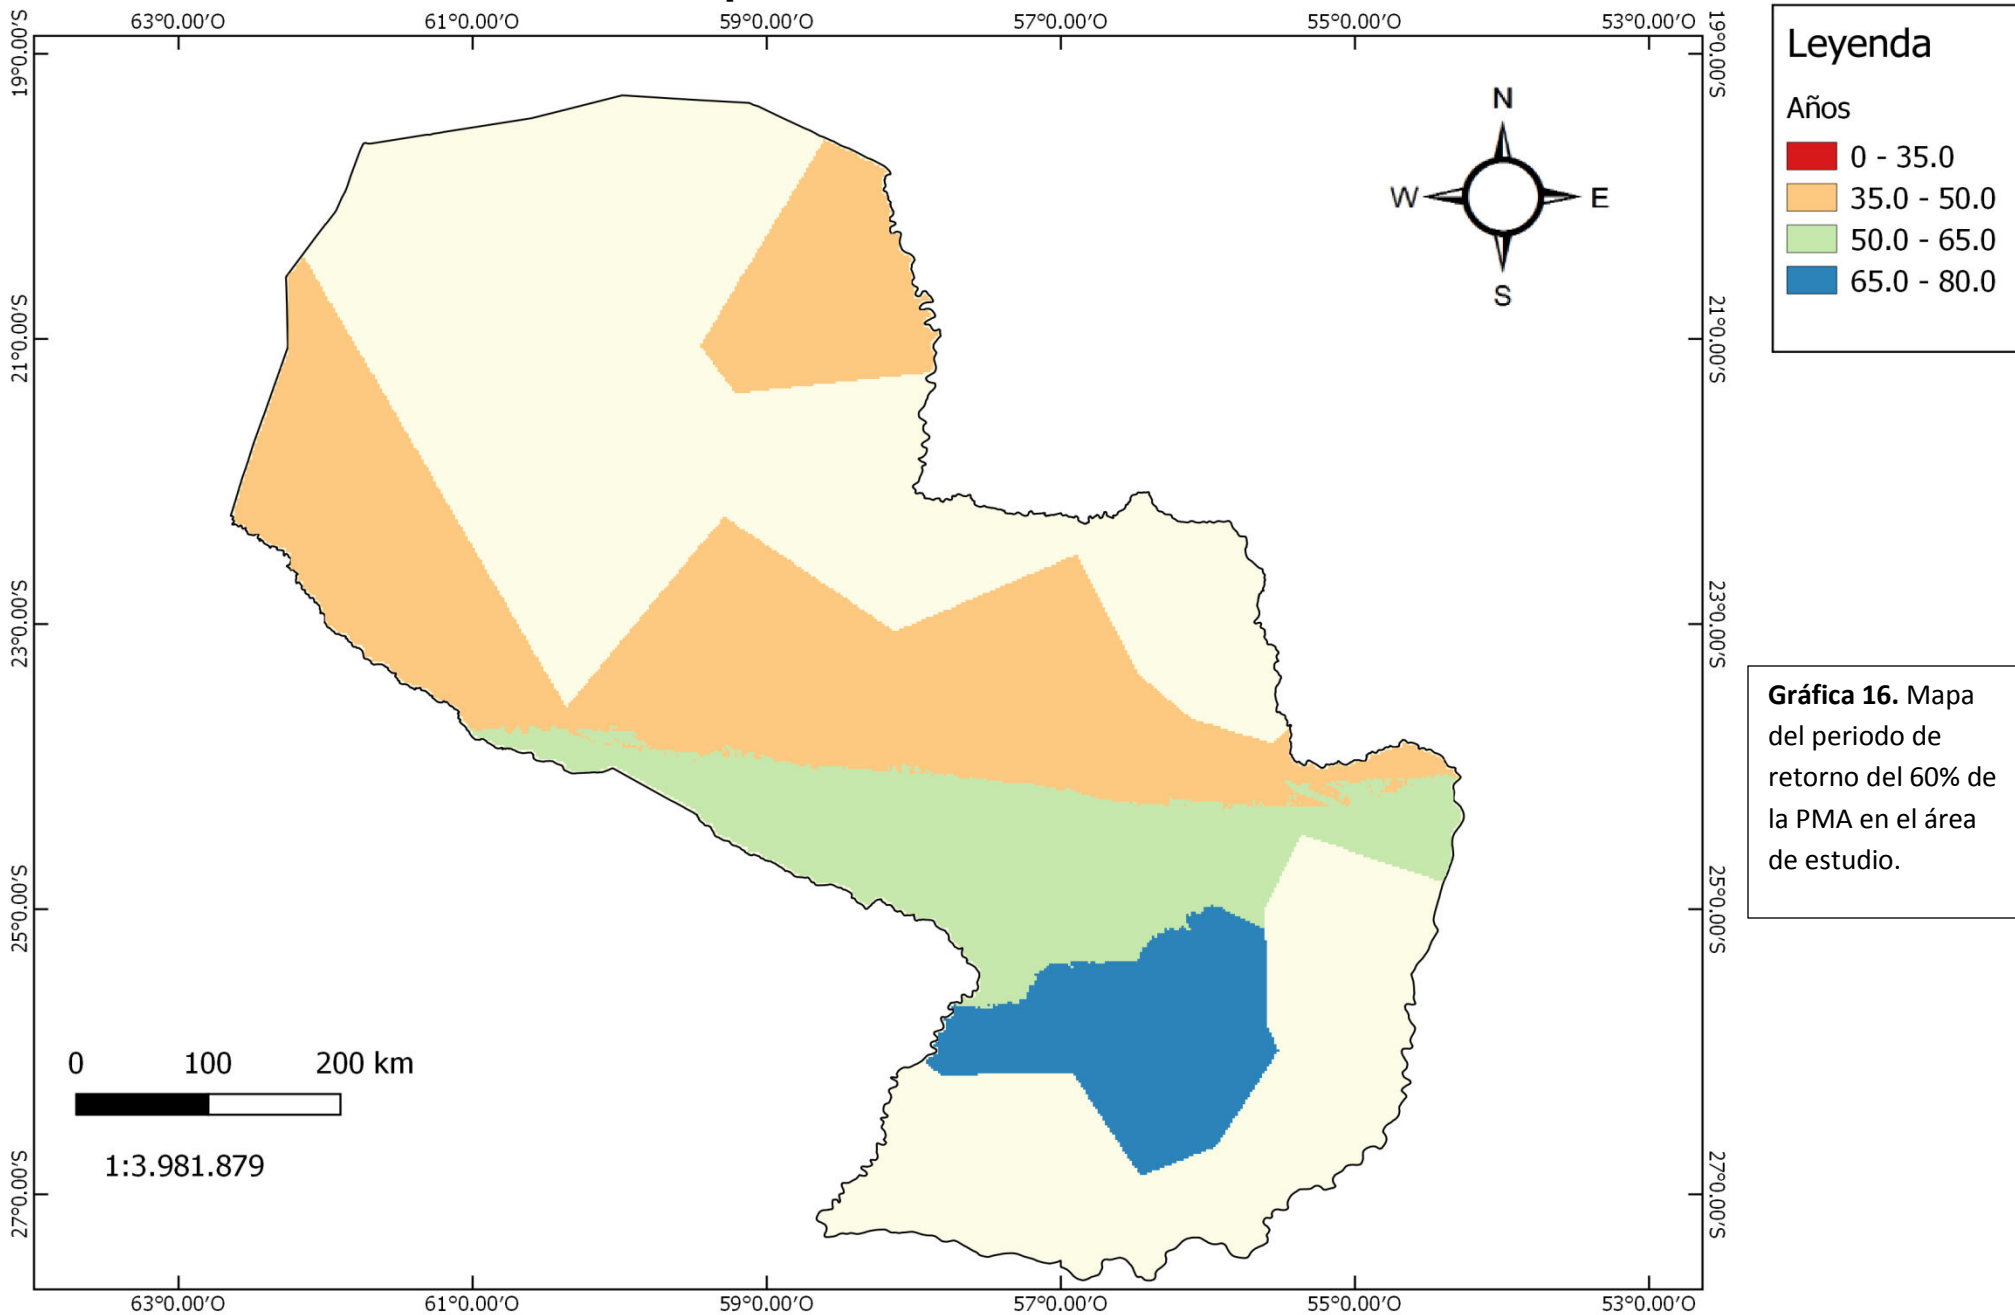 63°0.00'O 61°0.00'O 59°0.00'O 57°0.00'O 55°0.00'O 53°0.00'O
19°0.00'S
19°0.00'S
21°0.00'S
21°0.00'S
23°0.00'S
23°0.00'S
25°0.00'S
25°0.00'S
27°0.00'S
27°0.00'S
N
W E
S
Leyenda
Años
0 - 35.0
35.0 - 50.0
50.0 - 65.0
65.0 - 80.0
Gráfica 16. Mapa
del periodo de
retorno del 60% de
la PMA en el área
de estudio.
0 100 200 km
1:3.981.879
63°0.00'O 61°0.00'O 59°0.00'O 57°0.00'O 55°0.00'O 53°0.00'O